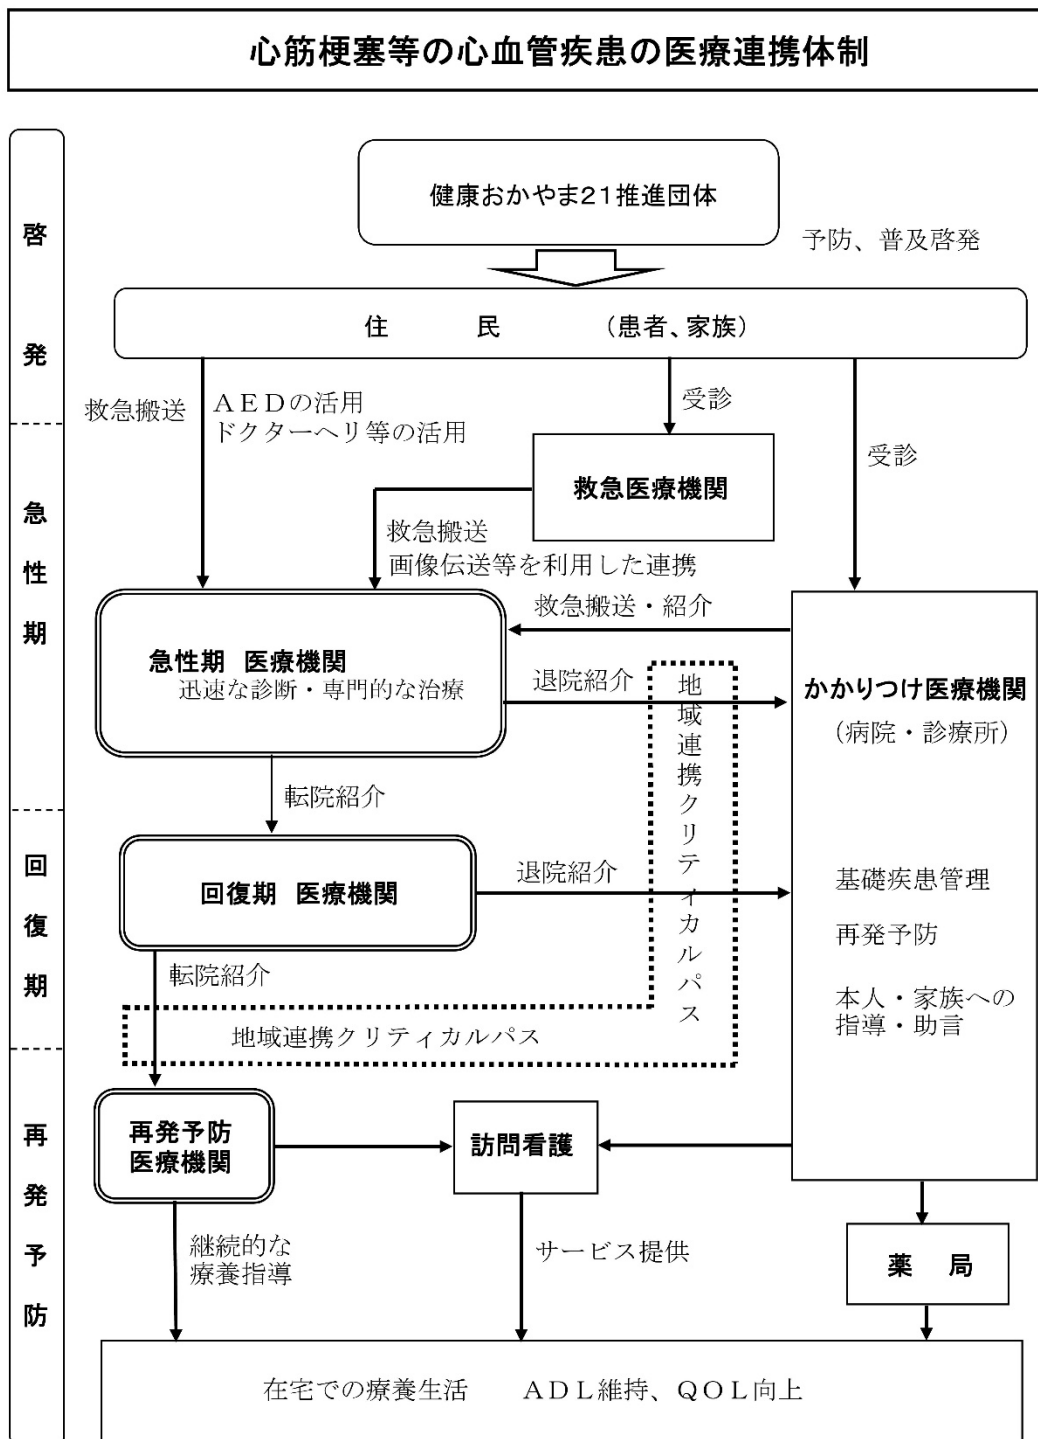 心筋梗塞等の心血管疾患の医療連携体制
啓発
健康おかやま21推進団体
予防、普及啓発
住　民　（患者、家族）
救急搬送
AEDの活用
ドクターヘリ等の活用
受診
受診
急性期
救急医療機関
救急搬送
画像伝送等を利用した連携
救急搬送・紹介
急性期　医療機関
迅速な診断・専門的な治療
退院紹介
地域連携クリティカルパス
かかりつけ医療機関
（病院・診療所）
転院紹介
回復期
回復期　医療機関
退院紹介
基礎疾患管理
再発予防
本人・家族への
指導・助言
転院紹介
地域連携クリティカルパス
再発予防
再発予防
医療機関
訪問看護
継続的な
療養指導
サービス提供
薬　局
在宅での療養生活　ADL維持、QOL向上